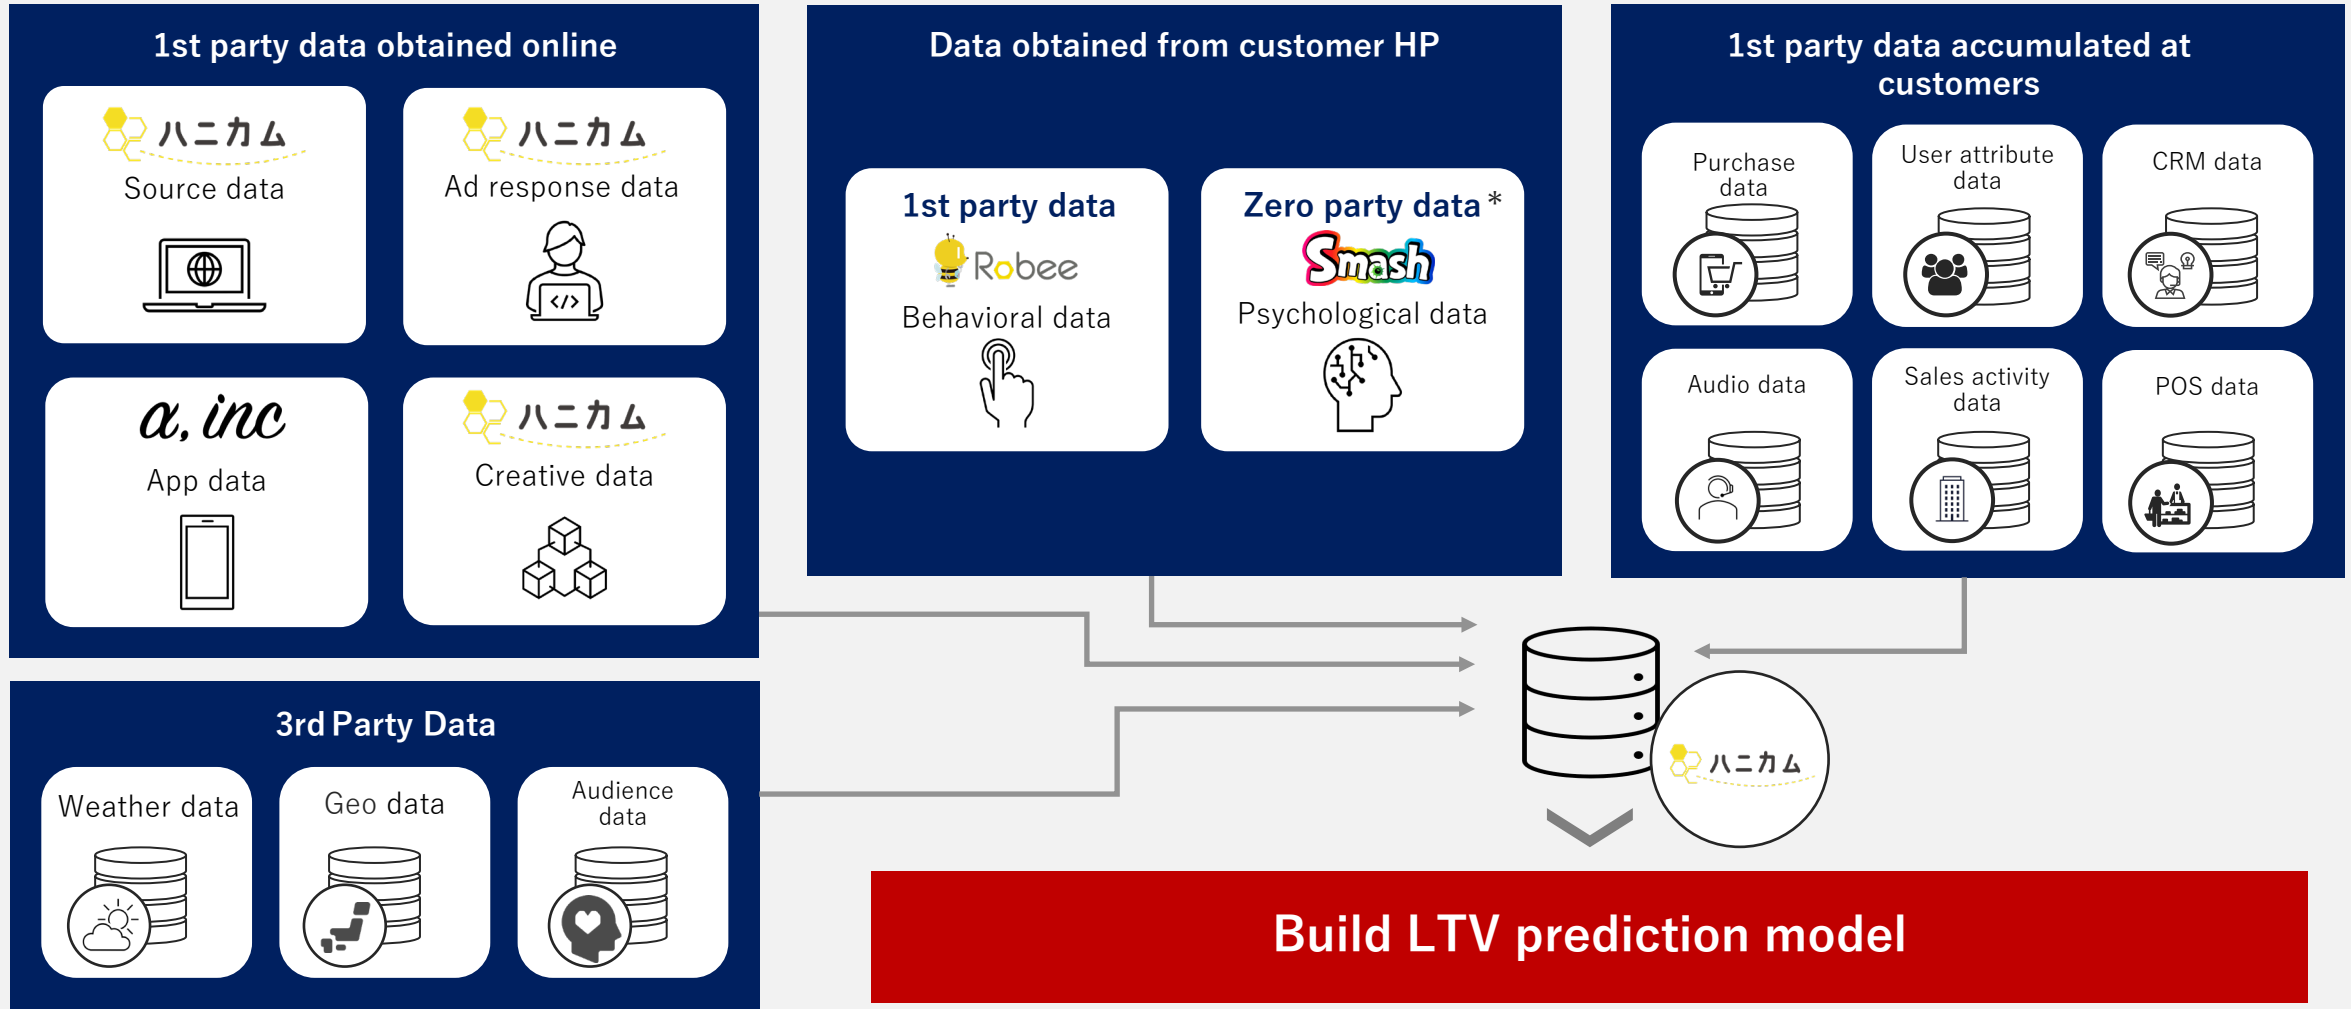 1st party data obtained online
ハニカム
Source data
ハニカム
Ad response data
</>
α, inc
App data
ハニカム
Creative data
Data obtained from customer HP
1st party data
Robee
Behavioral data
Zero party data *
Smash
Psychological data
1st party data accumulated at
customers
Purchase
data
User attribute
data
CRM data
Audio data
Sales activity
data
POS data
3rd Party Data
Weather data
Geo data
Audience
data
ハニカム
Build LTV prediction model